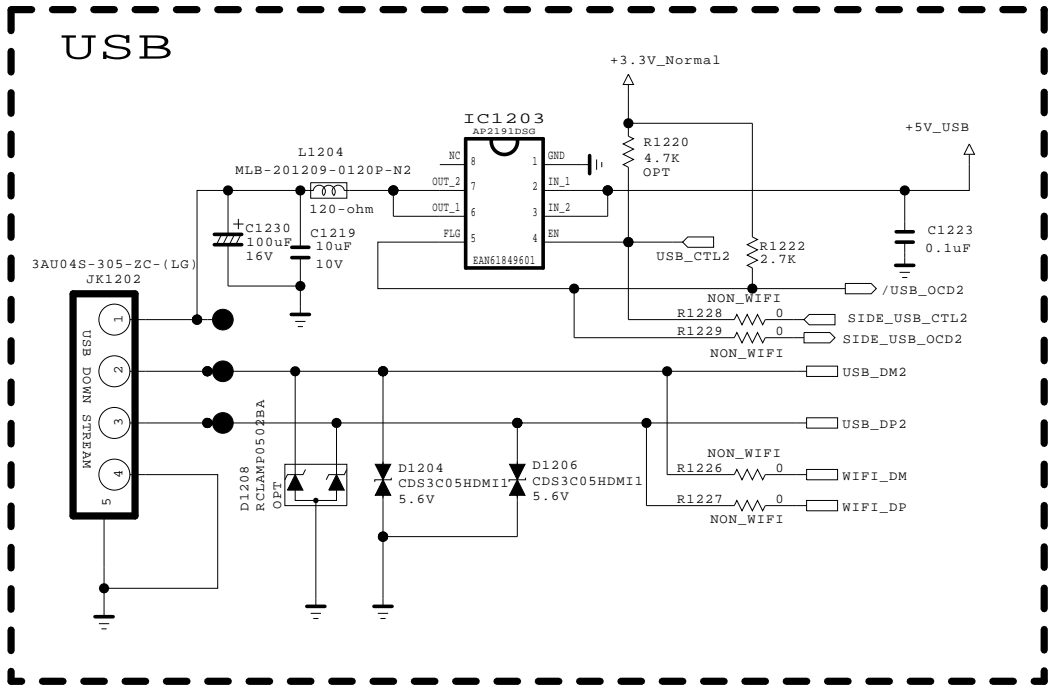 USB
+3.3V_Normal
IC1203
AP2191DSG
+5V_USB
R1220
4.7K
OPT
L1204
MLB-201209-0120P-N2
120-ohm
NC
8
1
GND
OUT_2
7
2
IN_1
OUT_1
6
3
IN_2
FLG
5
4
EN
EAN61849601
+
C1230
100uF
16V
C1219
10uF
10V
USB_CTL2
R1222
2.7K
C1223
0.1uF
3AU04S-305-ZC-(LG)
JK1202
/USB_OCD2
NON_WIFI
R1228
0
SIDE_USB_CTL2
R1229
0
SIDE_USB_OCD2
NON_WIFI
1
2
3
4
5
USB DOWN STREAM
USB_DM2
USB_DP2
D1208
RCLAMP0502BA
OPT
D1204
CDS3C05HDMI1
5.6V
D1206
CDS3C05HDMI1
5.6V
NON_WIFI
R1226
0
WIFI_DM
R1227
0
WIFI_DP
NON_WIFI